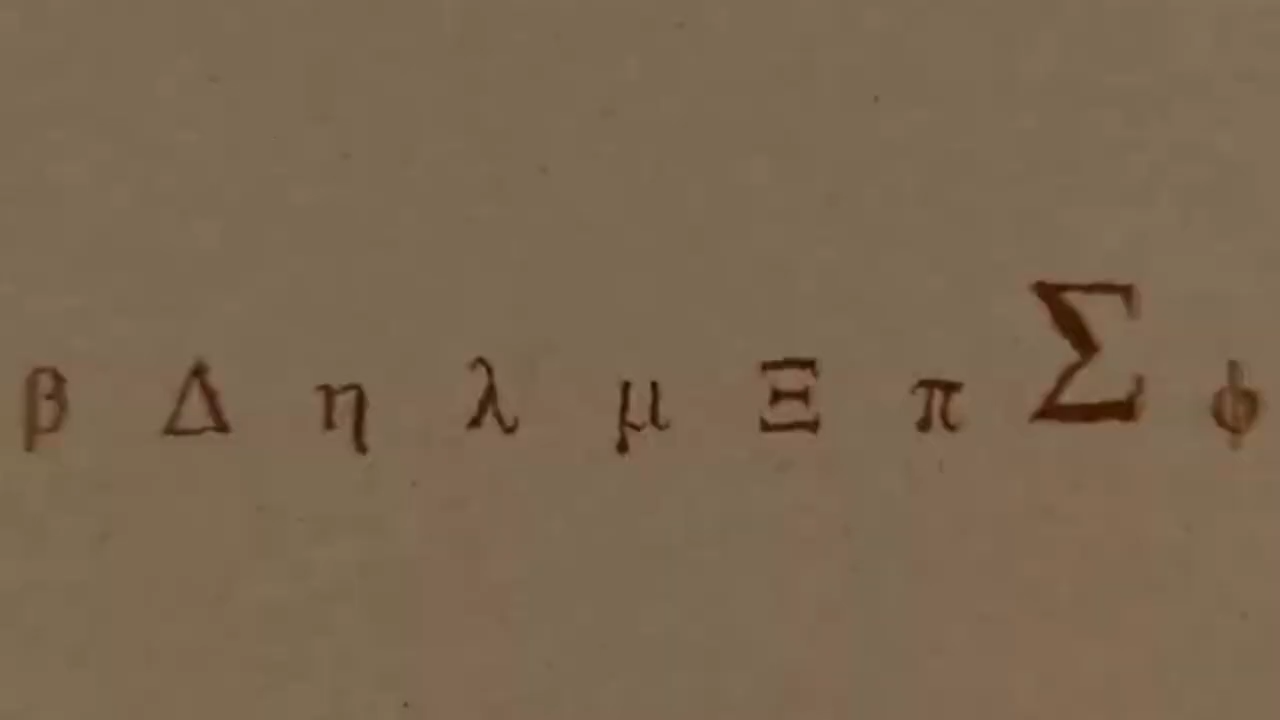 β Δ η λ μ Ξ π Σ ϕ